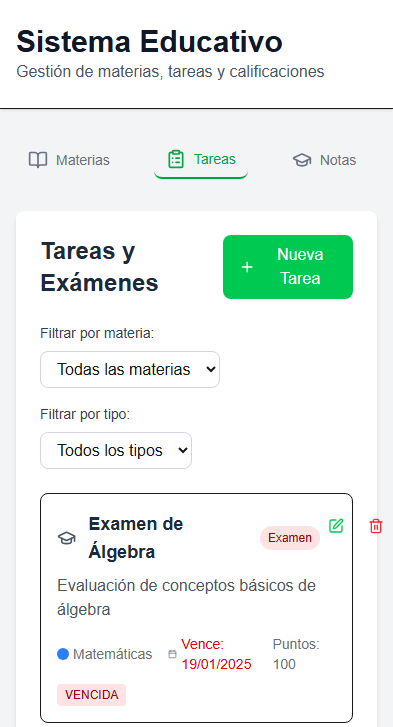 Sistema Educativo
Gestión de materias, tareas y calificaciones
Materias
Tareas
Notas
Tareas y
Exámenes
Nueva
Tarea
Filtrar por materia:
Todas las materias
Filtrar por tipo:
Todos los tipos
Examen de
Álgebra
Examen
Evaluación de conceptos básicos de
álgebra
Matemáticas
Vence:
19/01/2025
Puntos:
100
VENCIDA